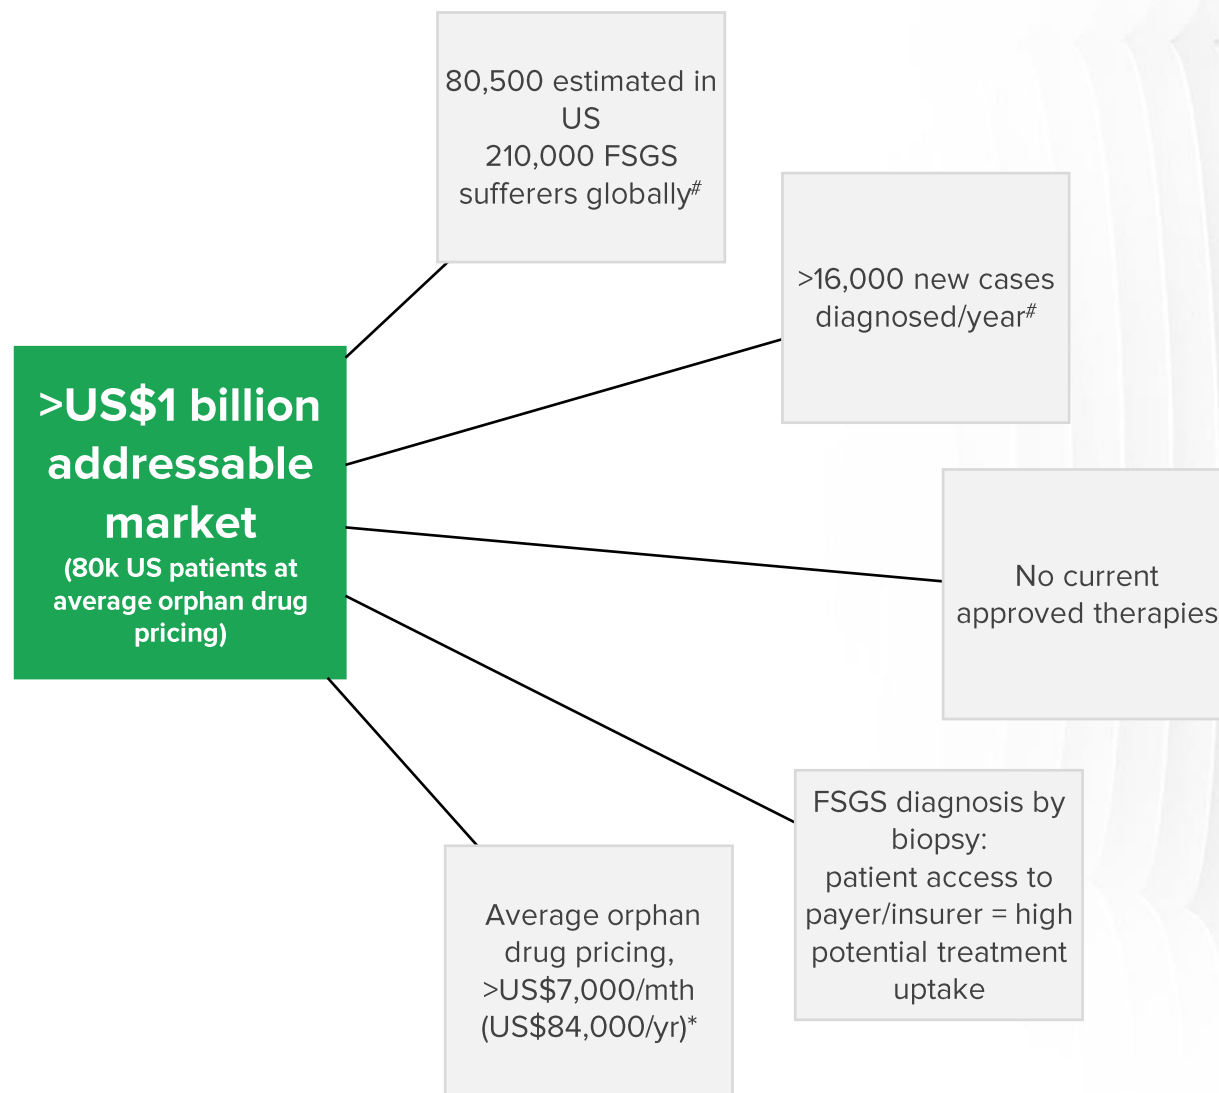 80,500 estimated in
US
210,000 FSGS
sufferers globally#
>16,000 new cases
diagnosed/year#
>US$1 billion
addressable
market
(80k US patients at
average orphan drug
pricing)
No current
approved therapies
FSGS diagnosis by
biopsy:
patient access to
payer/insurer = high
potential treatment
uptake
Average orphan
drug pricing,
>US$7,000/mth
(US$84,000/yr)*